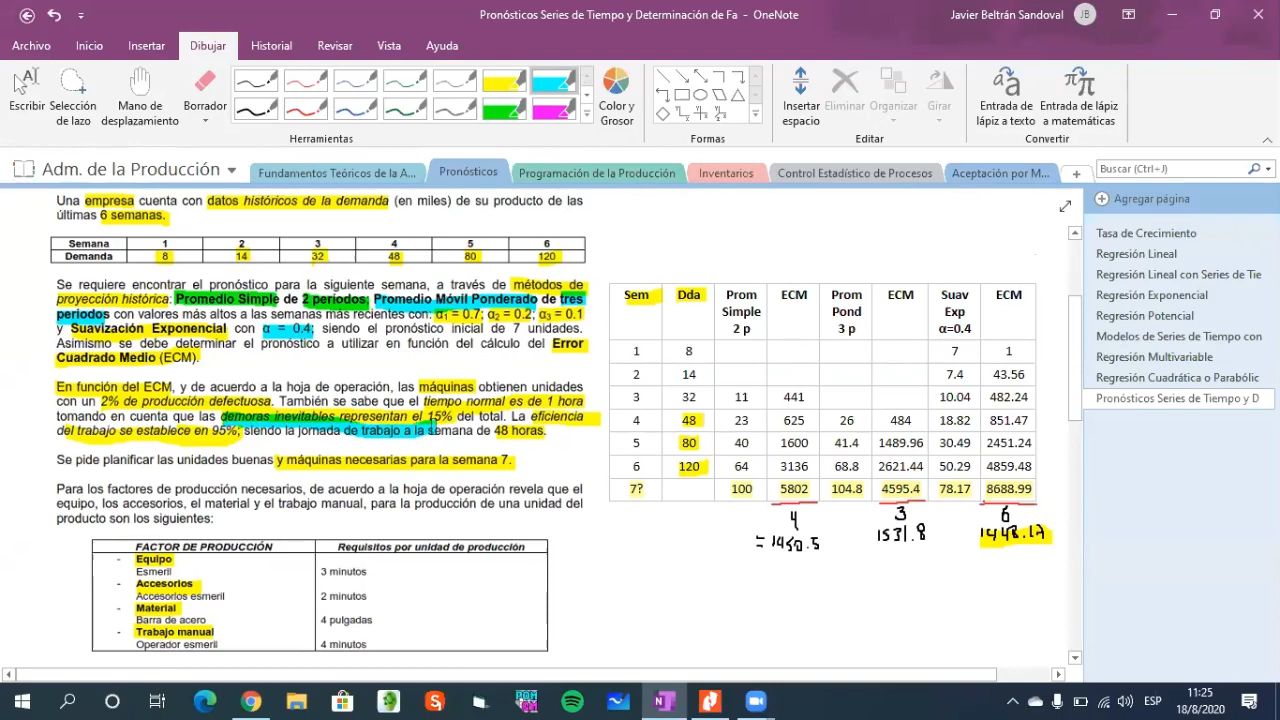 Pronósticos Series de Tiempo y Determinación de Fa - OneNote
Javier Beltrán Sandoval
JB
Archivo Inicio Insertar Dibujar Historial Revisar Vista Ayuda
Escribir
Selección de lazo
Mano de desplazamiento
Borrador
Color y Grosor
Insertar espacio
Eliminar
Organizar
Girar
Entrada de lápiz a texto
Entrada de lápiz a matemáticas
Herramientas Formas Editar Convertir
Adm. de la Producción
Fundamentos Teóricos de la A...
Pronósticos
Programación de la Producción
Inventarios
Control Estadístico de Procesos
Aceptación por M...
Buscar (Ctrl+J)
Una empresa cuenta con datos históricos de la demanda (en miles) de su producto de las
últimas 6 semanas.
Semana 1 2 3 4 5 6
Demanda 8 14 32 48 80 120
Se requiere encontrar el pronóstico para la siguiente semana, a través de métodos de
proyección histórica: Promedio Simple de 2 periodos; Promedio Móvil Ponderado de tres
periodos con valores más altos a las semanas más recientes con: α1 = 0.7; α2 = 0.2; α3 = 0.1
y Suavización Exponencial con α = 0.4; siendo el pronóstico inicial de 7 unidades.
Asimismo se debe determinar el pronóstico a utilizar en función del cálculo del Error
Cuadrado Medio (ECM).
En función del ECM, y de acuerdo a la hoja de operación, las máquinas obtienen unidades
con un 2% de producción defectuosa. También se sabe que el tiempo normal es de 1 hora
tomando en cuenta que las demoras inevitables representan el 15% del total. La eficiencia
del trabajo se establece en 95%; siendo la jornada de trabajo a la semana de 48 horas.
Se pide planificar las unidades buenas y máquinas necesarias para la semana 7.
Para los factores de producción necesarios, de acuerdo a la hoja de operación revela que el
equipo, los accesorios, el material y el trabajo manual, para la producción de una unidad del
producto son los siguientes:
FACTOR DE PRODUCCIÓN Requisitos por unidad de producción
- Equipo
Esmeril 3 minutos
- Accesorios
Accesorios esmeril 2 minutos
- Material
Barra de acero 4 pulgadas
- Trabajo manual
Operador esmeril 4 minutos
Sem Dda Prom ECM Prom ECM Suav ECM
Simple Pond Exp
2 p 3 p α=0.4
1 8 7 1
2 14 7.4 43.56
3 32 11 441 10.04 482.24
4 48 23 625 26 484 18.82 851.47
5 80 40 1600 41.4 1489.96 30.49 2451.24
6 120 64 3136 68.8 2621.44 50.29 4859.48
7? 100 5802 104.8 4595.4 78.17 8688.99
4 3 6
=1450.5 1531.8 1448.17
Agregar página
Tasa de Crecimiento
Regresión Lineal
Regresión Lineal con Series de Tie
Regresión Exponencial
Regresión Potencial
Modelos de Series de Tiempo con
Regresión Multivariable
Regresión Cuadrática o Parabólic
Pronósticos Series de Tiempo y D
ESP
11:25
18/8/2020